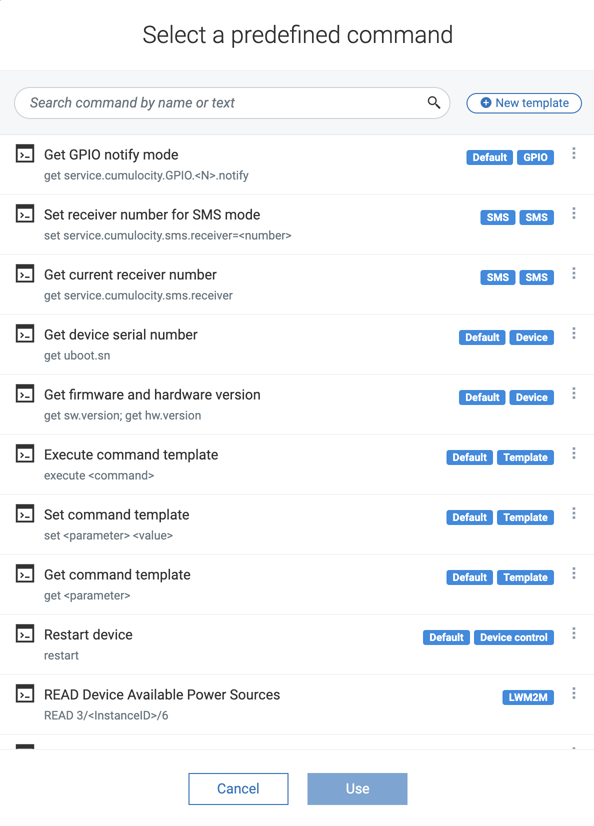 Select a predefined command
Search command by name or text
New template
Get GPIO notify mode
Default GPIO
get service.cumulocity.GPIO.<N>.notify
Set receiver number for SMS mode
SMS SMS
set service.cumulocity.sms.receiver=<number>
Get current receiver number
SMS SMS
get service.cumulocity.sms.receiver
Get device serial number
Default Device
get uboot.sn
Get firmware and hardware version
Default Device
get sw.version; get hw.version
Execute command template
Default Template
execute <command>
Set command template
Default Template
set <parameter> <value>
Get command template
Default Template
get <parameter>
Restart device
Default Device control
restart
READ Device Available Power Sources
LWM2M
READ 3/<InstanceID>/6
Cancel
Use